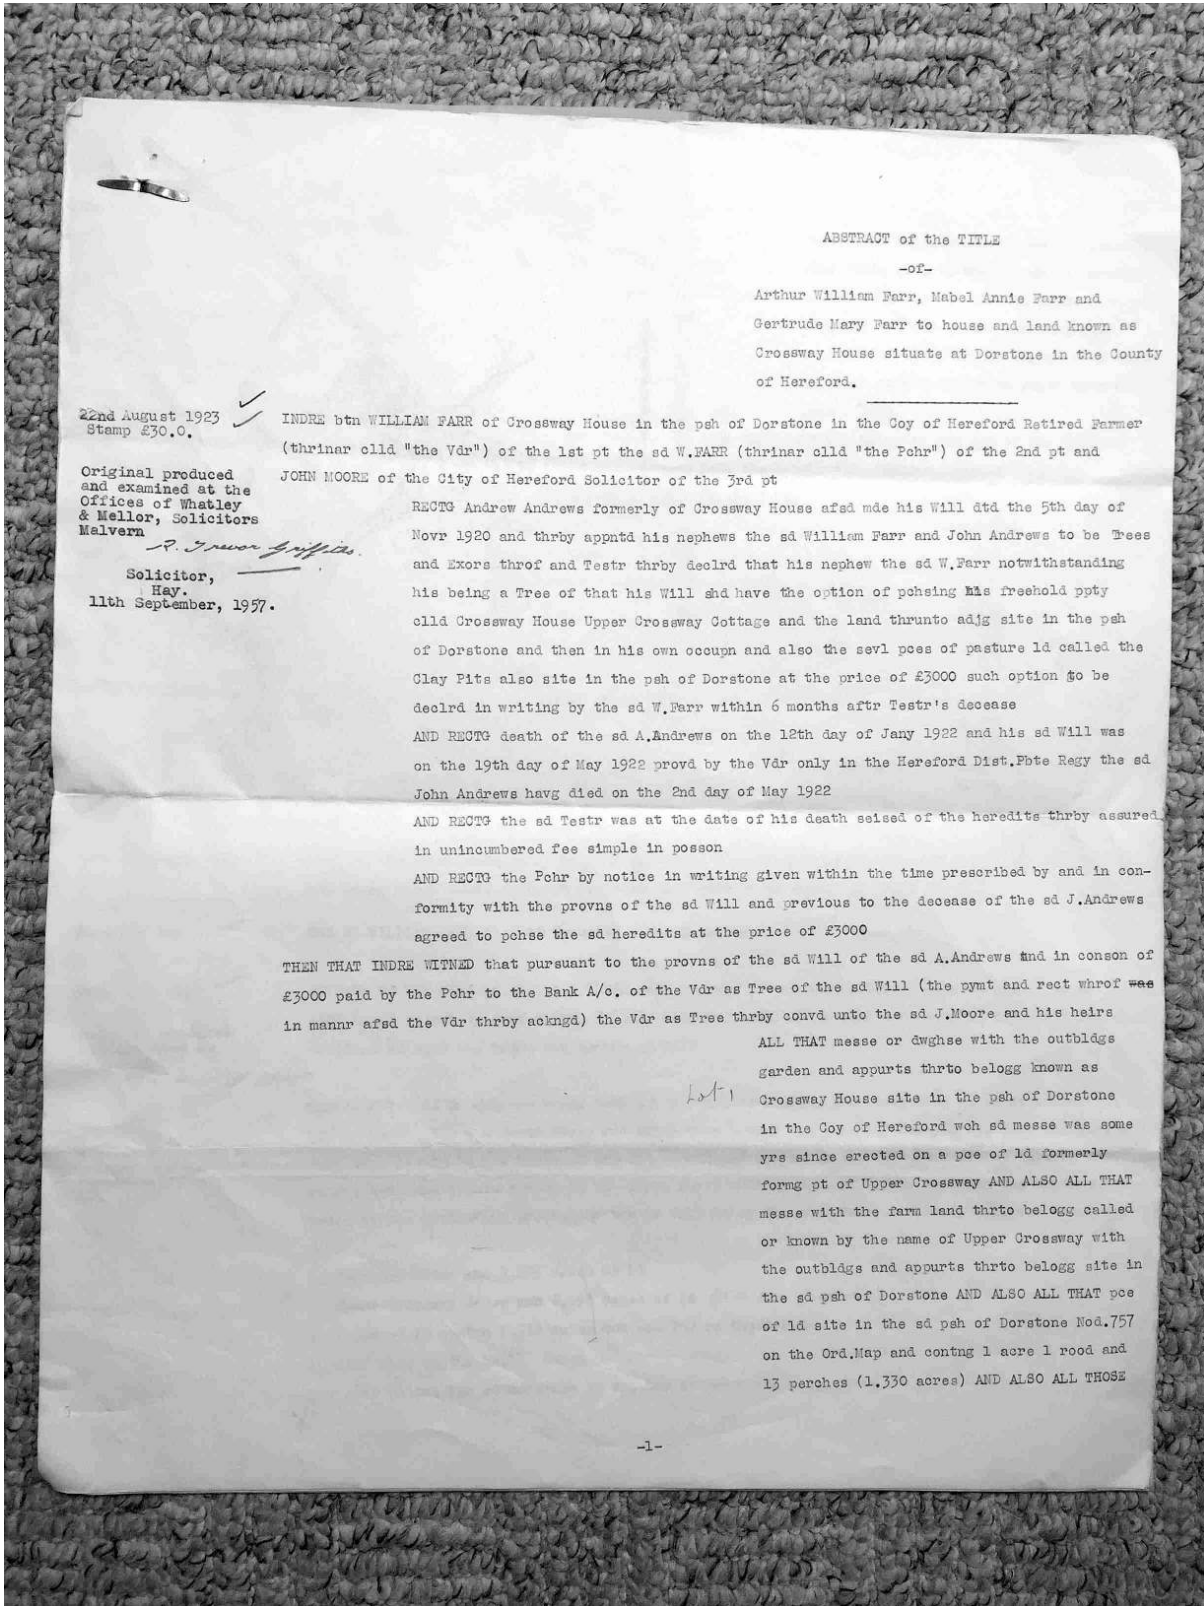 ABSTRACT of the TITLE
-of-
Arthur William Farr, Mabel Annie Farr and
Gertrude Mary Farr to house and land known as
Crossway House situate at Dorstone in the County
of Hereford.
22nd August 1923
Stamp £30.0.
Original produced
and examined at the
Offices of Whatley
& Mellor, Solicitors
Malvern
R. Trevor Griffiths.
Solicitor,
Hay.
11th September, 1957.
INDRE btn WILLIAM FARR of Crossway House in the psh of Dorstone in the Coy of Hereford Retired Farmer
(thrinar clld "the Vdr") of the 1st pt the sd W.FARR (thrinar clld "the Pchr") of the 2nd pt and
JOHN MOORE of the City of Hereford Solicitor of the 3rd pt
RECTG Andrew Andrews formerly of Crossway House afsd mde his Will dtd the 5th day of
Novr 1920 and thrby appntd his nephews the sd William Farr and John Andrews to be Trees
and Exors throf and Testr thrby declrd that his nephew the sd W.Farr notwithstanding
his being a Tree of that his Will shd have the option of pchsing his freehold ppty
clld Crossway House Upper Crossway Cottage and the land thrunto adjg site in the psh
of Dorstone and then in his own occupn and also the sevl pces of pasture ld called the
Clay Pits also site in the psh of Dorstone at the price of £3000 such option to be
declrd in writing by the sd W.Farr within 6 months aftr Testr's decease
AND RECTG death of the sd A.Andrews on the 12th day of Jany 1922 and his sd Will was
on the 19th day of May 1922 provd by the Vdr only in the Hereford Dist.Pbte Regy the sd
John Andrews havg died on the 2nd day of May 1922
AND RECTG the sd Testr was at the date of his death seised of the heredits thrby assured
in unincumbered fee simple in posson
AND RECTG the Pchr by notice in writing given within the time prescribed by and in con-
formity with the provns of the sd Will and previous to the decease of the sd J.Andrews
agreed to pchse the sd heredits at the price of £3000
THEN THAT INDRE WITNED that pursuant to the provns of the sd Will of the sd A.Andrews and in conson of
£3000 paid by the Pchr to the Bank A/c. of the Vdr as Tree of the sd Will (the pymt and rect whrof was
in mannr afsd the Vdr thrby ackngd) the Vdr as Tree thrby convd unto the sd J.Moore and his heirs
ALL THAT messe or dwghse with the outbldgs
garden and appurts thrto belogg known as
Lot 1
Crossway House site in the psh of Dorstone
in the Coy of Hereford wch sd messe was some
yrs since erected on a pce of ld formerly
formg pt of Upper Crossway AND ALSO ALL THAT
messe with the farm land thrto belogg called
or known by the name of Upper Crossway with
the outbldgs and appurts thrto belogg site in
the sd psh of Dorstone AND ALSO ALL THAT pce
of ld site in the sd psh of Dorstone Nod.757
on the Ord.Map and contng 1 acre 1 rood and
13 perches (1.330 acres) AND ALSO ALL THOSE
-1-